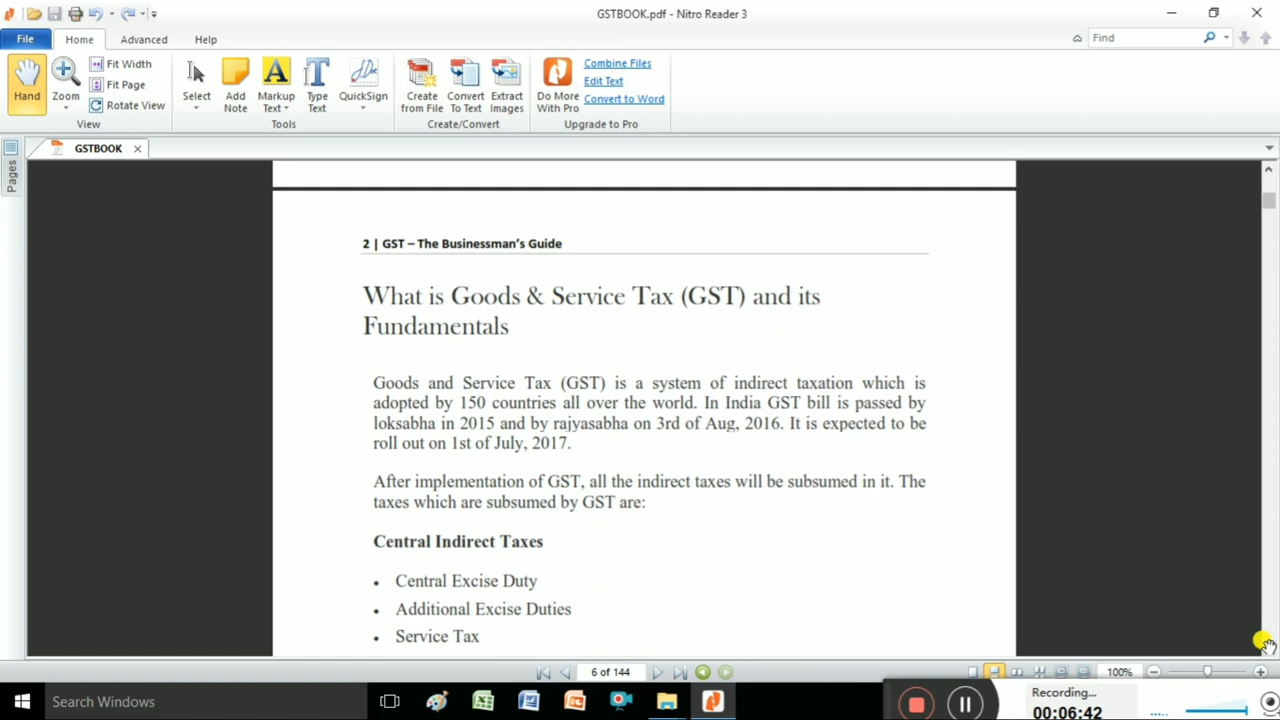 GSTBOOK.pdf - Nitro Reader 3
File
Home
Advanced
Help
Find
Hand
Zoom
Fit Width
Fit Page
Rotate View
View
Select
Add Note
Markup Text
Type Text
QuickSign
Tools
Create from File
Convert To Text
Extract Images
Create/Convert
Do More With Pro
Combine Files
Edit Text
Convert to Word
Upgrade to Pro
GSTBOOK
Pages
2 | GST – The Businessman's Guide
What is Goods & Service Tax (GST) and its
Fundamentals
Goods and Service Tax (GST) is a system of indirect taxation which is
adopted by 150 countries all over the world. In India GST bill is passed by
loksabha in 2015 and by rajyasabha on 3rd of Aug, 2016. It is expected to be
roll out on 1st of July, 2017.
After implementation of GST, all the indirect taxes will be subsumed in it. The
taxes which are subsumed by GST are:
Central Indirect Taxes
• Central Excise Duty
• Additional Excise Duties
• Service Tax
6 of 144
100%
Search Windows
Recording...
00:06:42